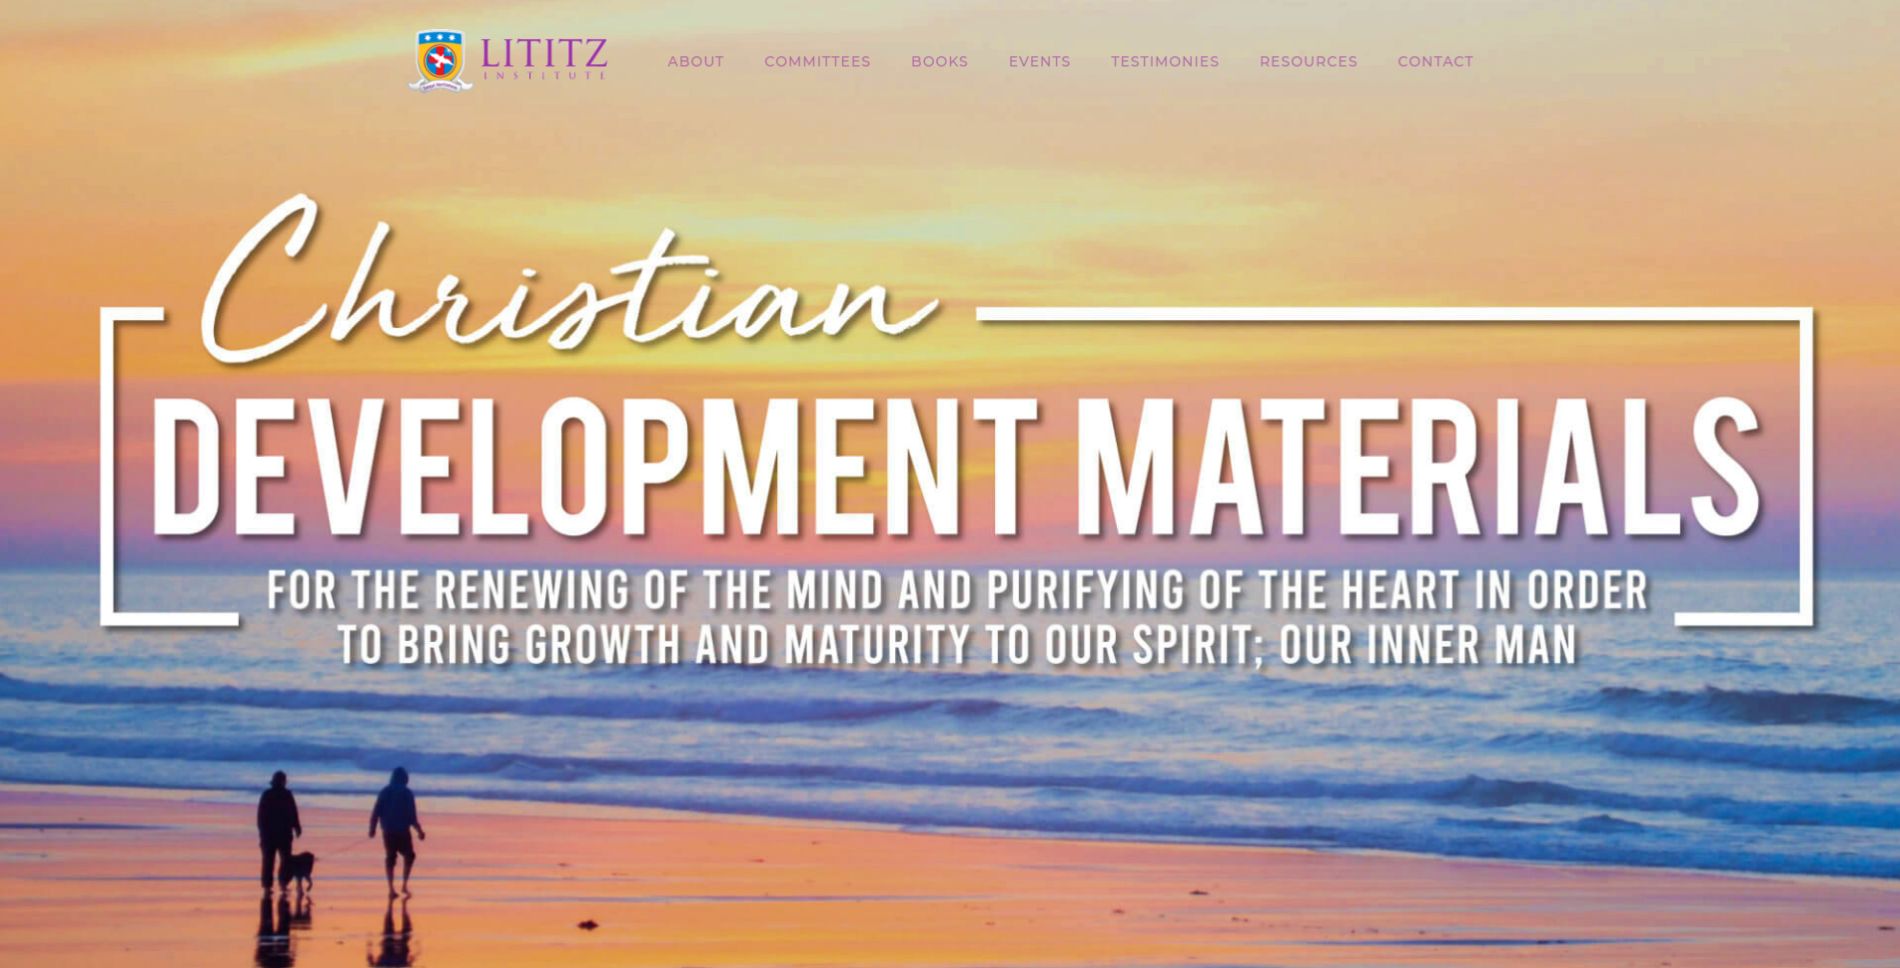 LITITZ
INSTITUTE
ABOUT COMMITTEES BOOKS EVENTS TESTIMONIES RESOURCES CONTACT
Christian
DEVELOPMENT MATERIALS
FOR THE RENEWING OF THE MIND AND PURIFYING OF THE HEART IN ORDER
TO BRING GROWTH AND MATURITY TO OUR SPIRIT; OUR INNER MAN